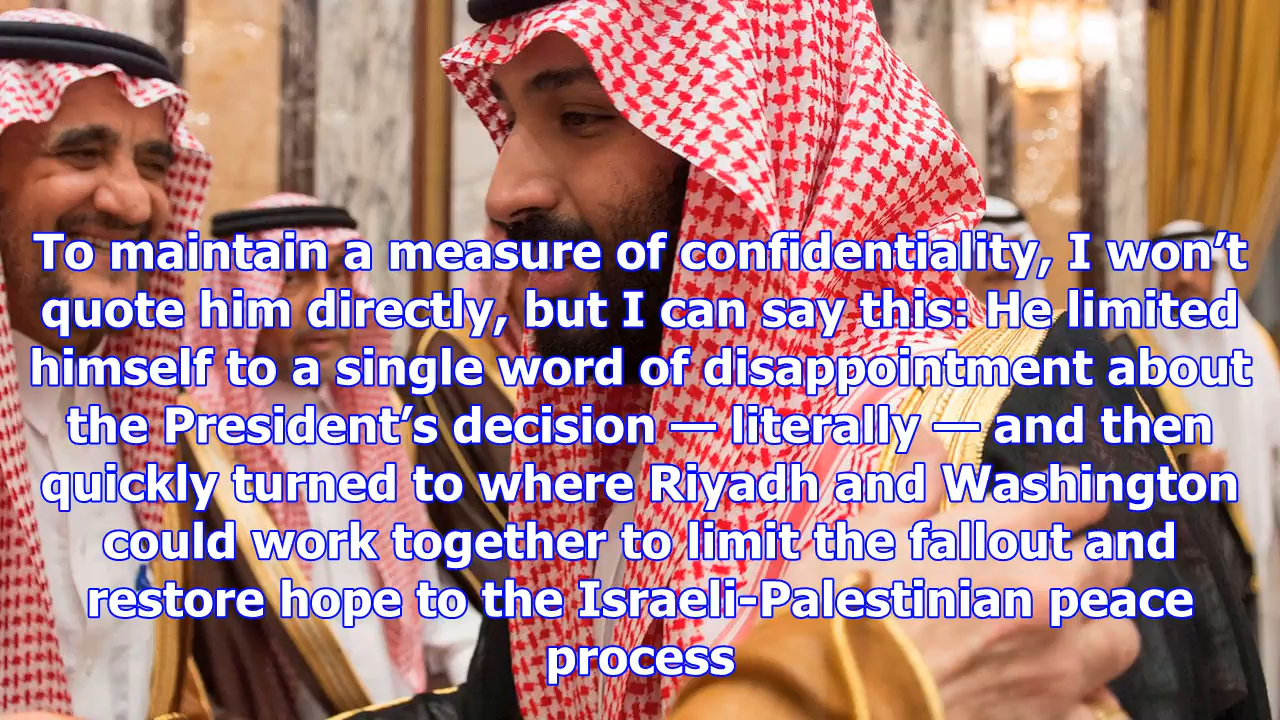 To maintain a measure of confidentiality, I won’t
quote him directly, but I can say this: He limited
himself to a single word of disappointment about
the President’s decision — literally — and then
quickly turned to where Riyadh and Washington
could work together to limit the fallout and
restore hope to the Israeli-Palestinian peace
process